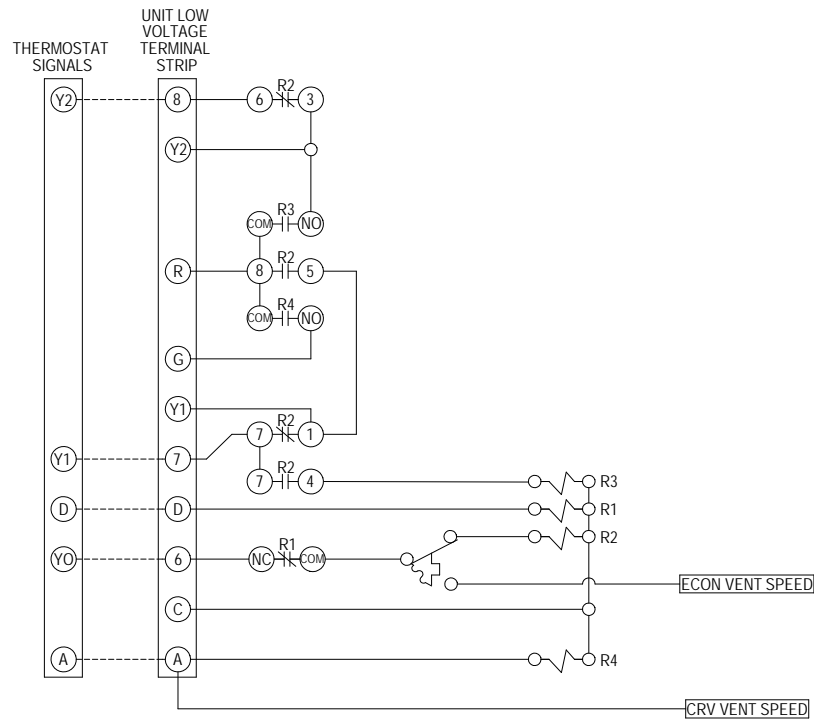 UNIT LOW
VOLTAGE
TERMINAL
STRIP
THERMOSTAT
SIGNALS
Y2 8 6 R2 3
Y2
COM R3 NO
R 8 R2 5
COM R4 NO
G
Y1
7 R2 1
Y1 7
7 R2 4 R3
D D R1
R2
YO 6 NC R1 COM
ECON VENT SPEED
C
A A R4
CRV VENT SPEED